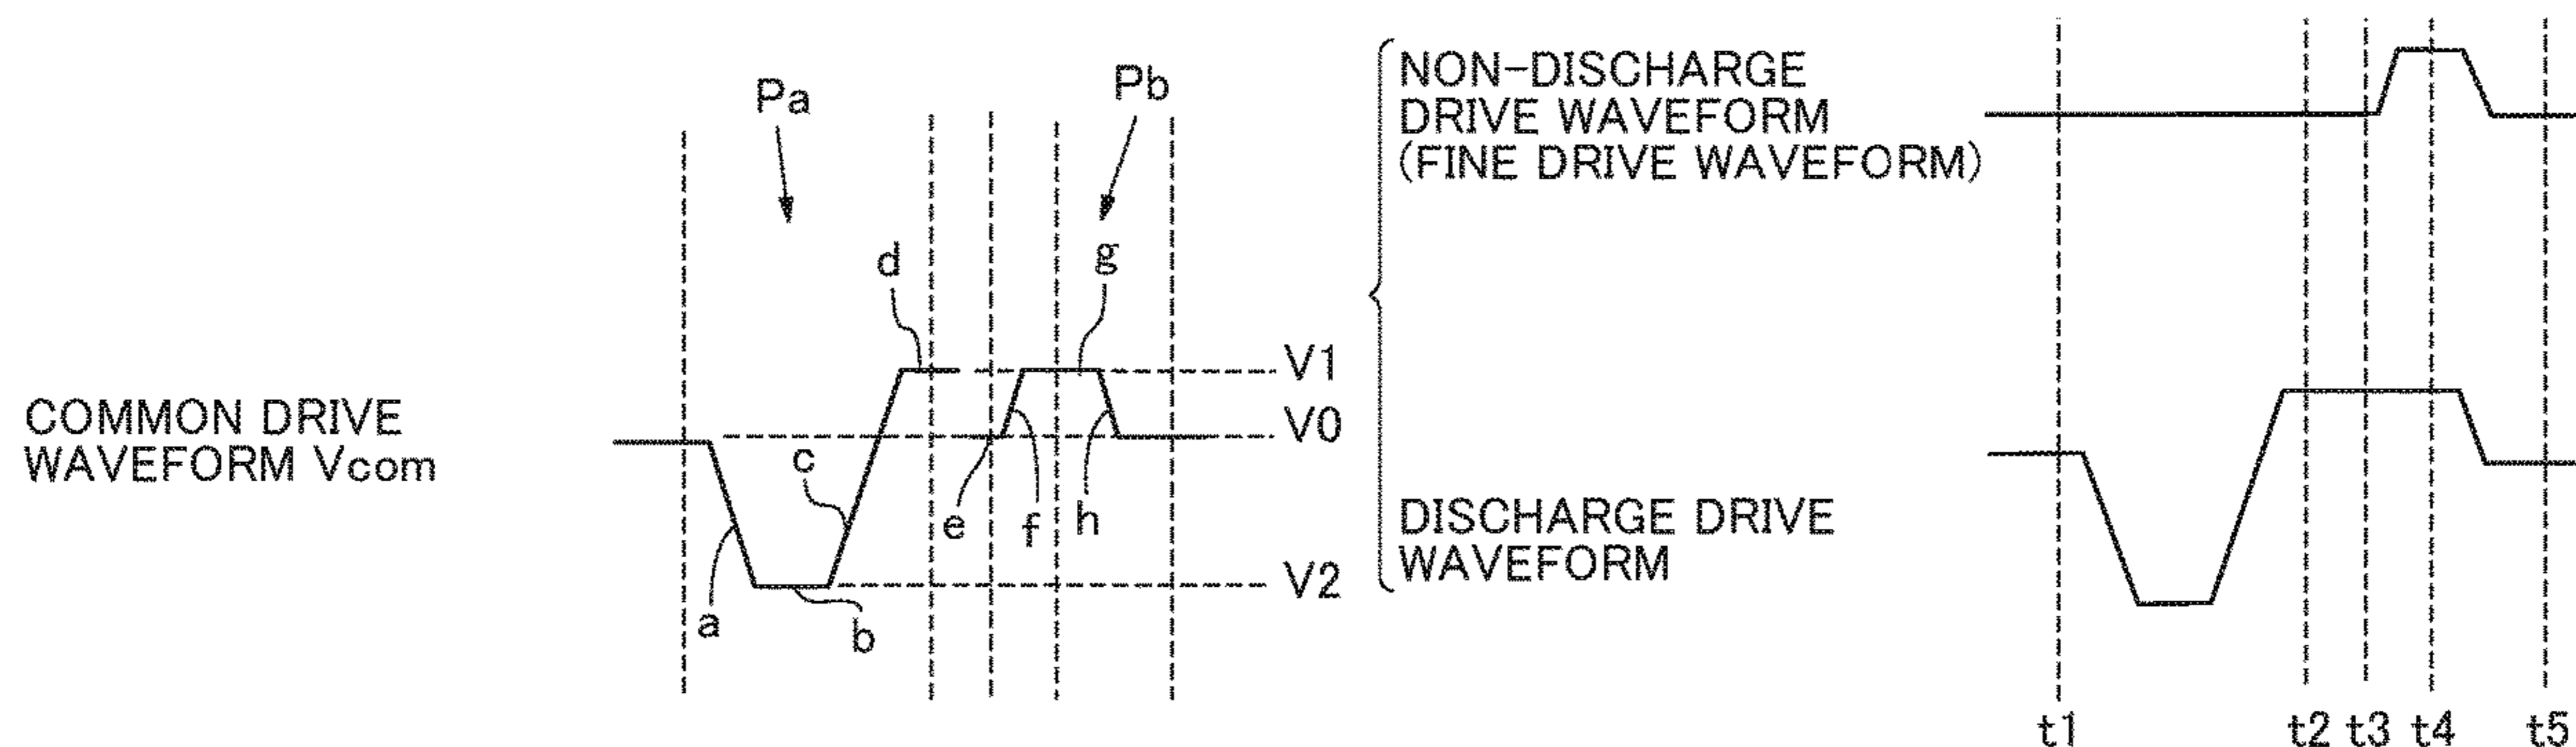 Pa
Pb
d
g
V1
V0
V2
COMMON DRIVE
WAVEFORM Vcom
c
e
f
h
a
b
NON-DISCHARGE
DRIVE WAVEFORM
(FINE DRIVE WAVEFORM)
DISCHARGE DRIVE
WAVEFORM
t1
t2
t3
t4
t5